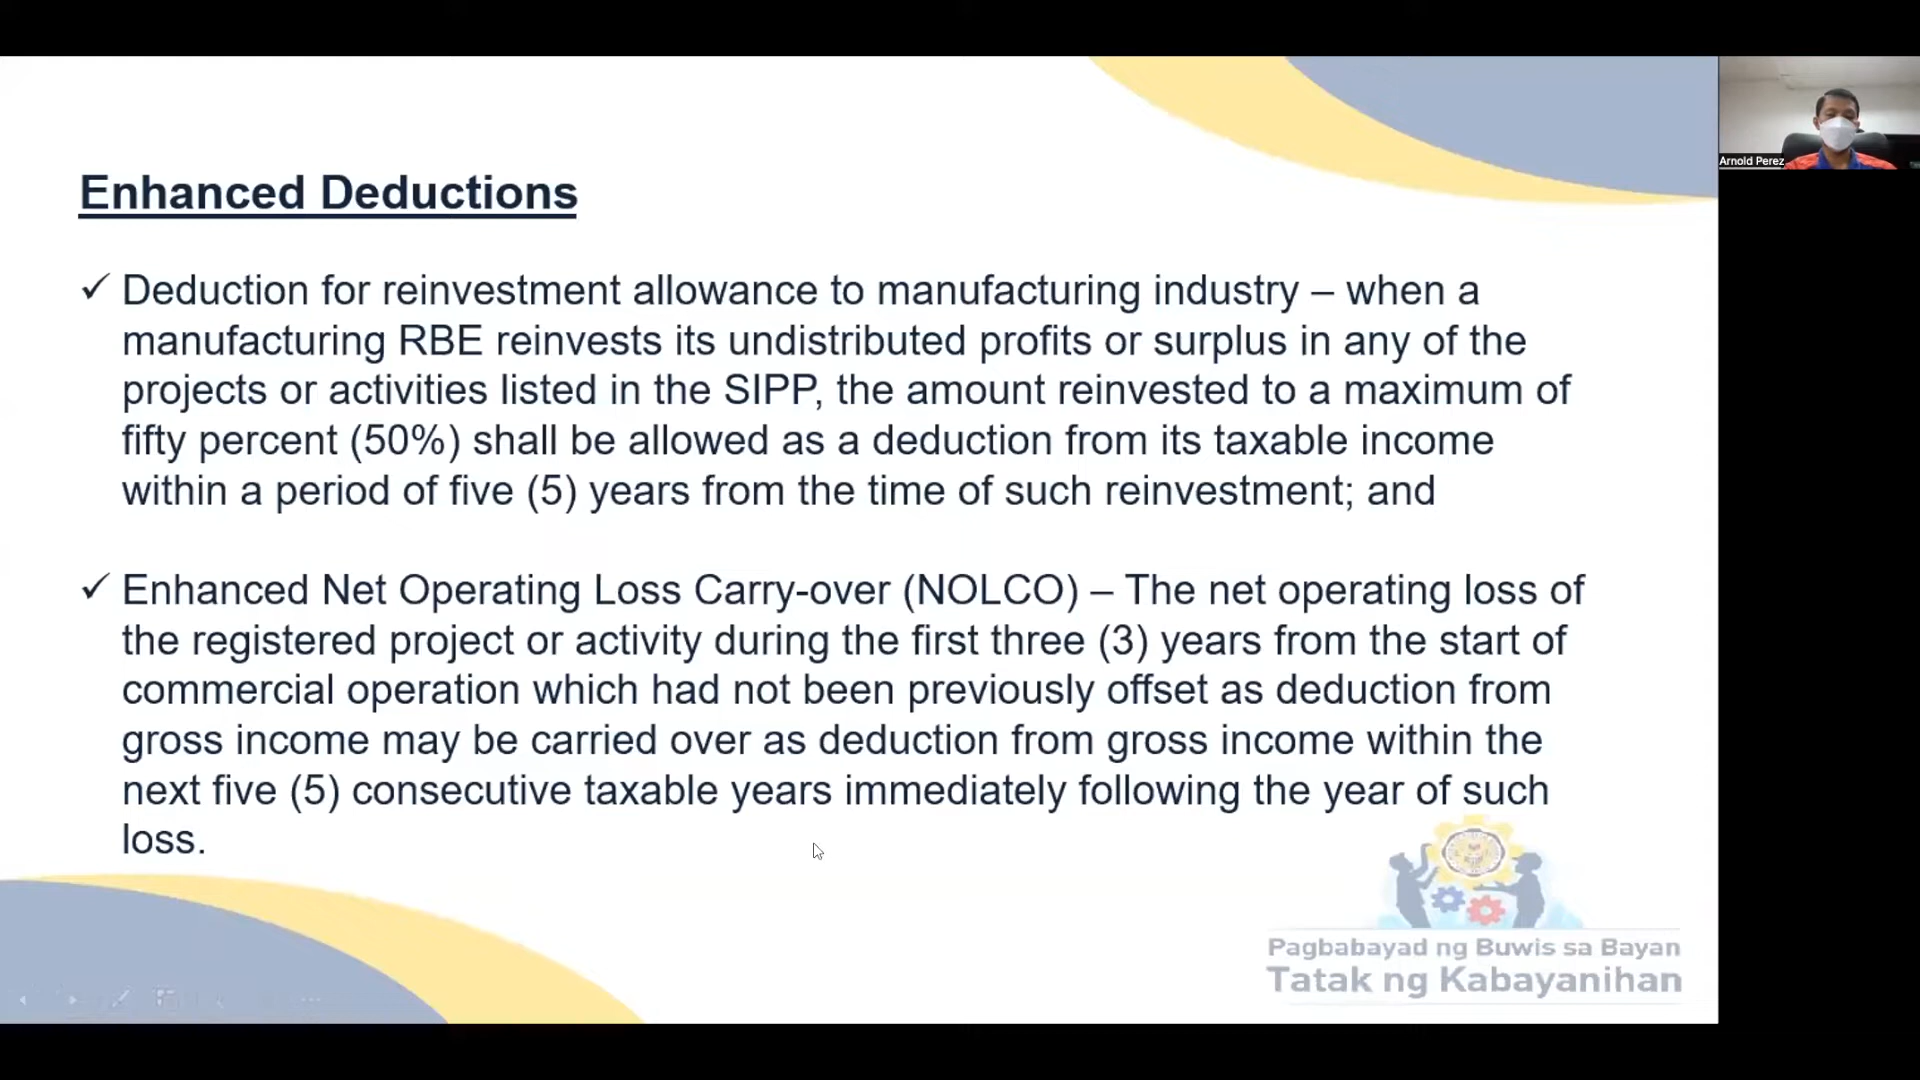 Enhanced Deductions
✓ Deduction for reinvestment allowance to manufacturing industry – when a
manufacturing RBE reinvests its undistributed profits or surplus in any of the
projects or activities listed in the SIPP, the amount reinvested to a maximum of
fifty percent (50%) shall be allowed as a deduction from its taxable income
within a period of five (5) years from the time of such reinvestment; and
✓ Enhanced Net Operating Loss Carry-over (NOLCO) – The net operating loss of
the registered project or activity during the first three (3) years from the start of
commercial operation which had not been previously offset as deduction from
gross income may be carried over as deduction from gross income within the
next five (5) consecutive taxable years immediately following the year of such
loss.
Pagbabayad ng Buwis sa Bayan
Tatak ng Kabayanihan
Arnold Perez